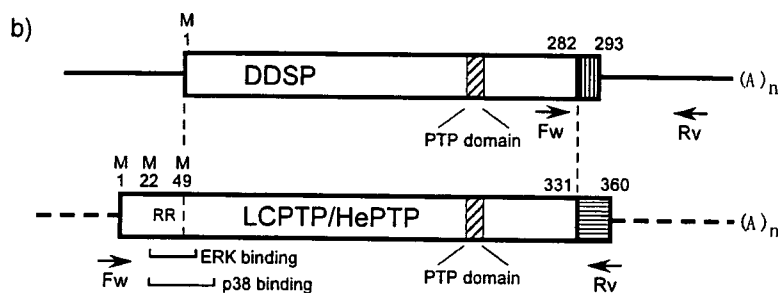 b)
M
1 282 293
DDSP (A)n
PTP domain Fw Rv
M M M
1 22 49 331 360
RR LCPTP/HePTP (A)n
ERK binding
Fw p38 binding PTP domain Rv